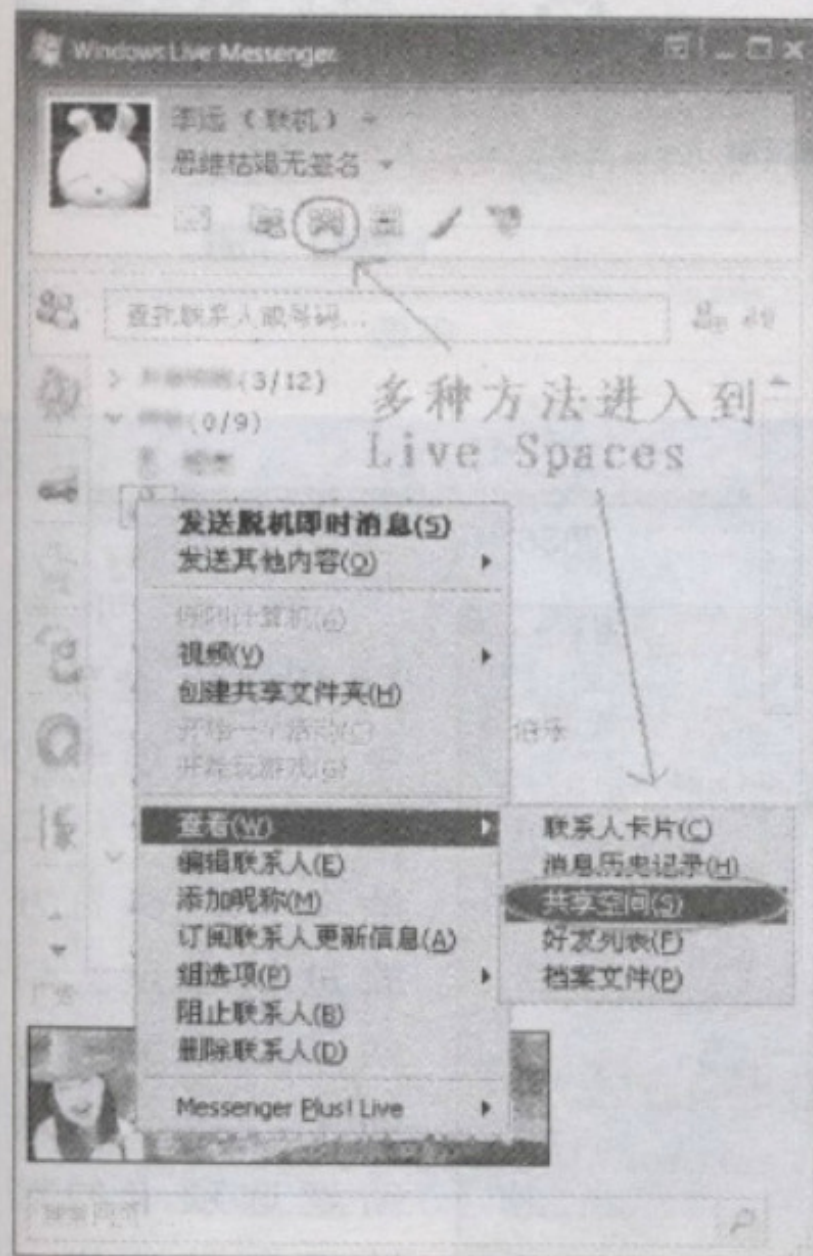 Windows Live Messenger
李远（联机）
思维枯竭无签名
查找联系人或号码...
(3/12)
(0/9)
多种方法进入到
Live Spaces
发送脱机即时消息(S)
发送其他内容(O)
视频(V)
创建共享文件夹(H)
开始玩游戏(G)
查看(W)
编辑联系人(E)
添加昵称(M)
订阅联系人更新信息(A)
组选项(P)
阻止联系人(B)
删除联系人(D)
Messenger Plus! Live
联系人卡片(C)
消息历史记录(H)
共享空间(S)
好友列表(F)
档案文件(P)